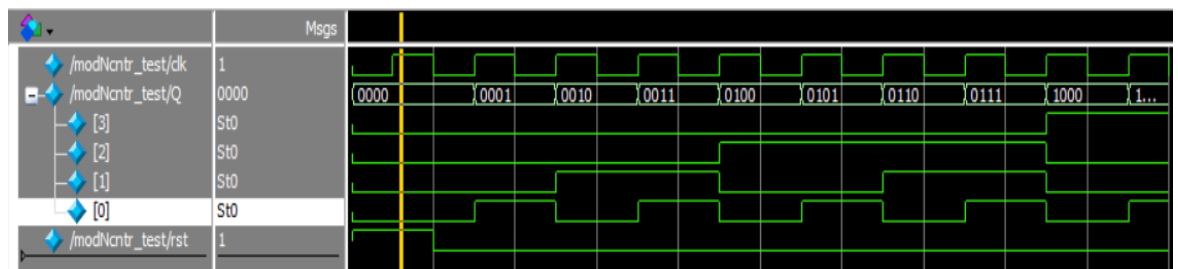 Msgs
/modNcntr_test/clk 1
/modNcntr_test/Q 0000 0000 0001 0010 0011 0100 0101 0110 0111 1000 1...
[3] St0
[2] St0
[1] St0
[0] St0
/modNcntr_test/rst 1